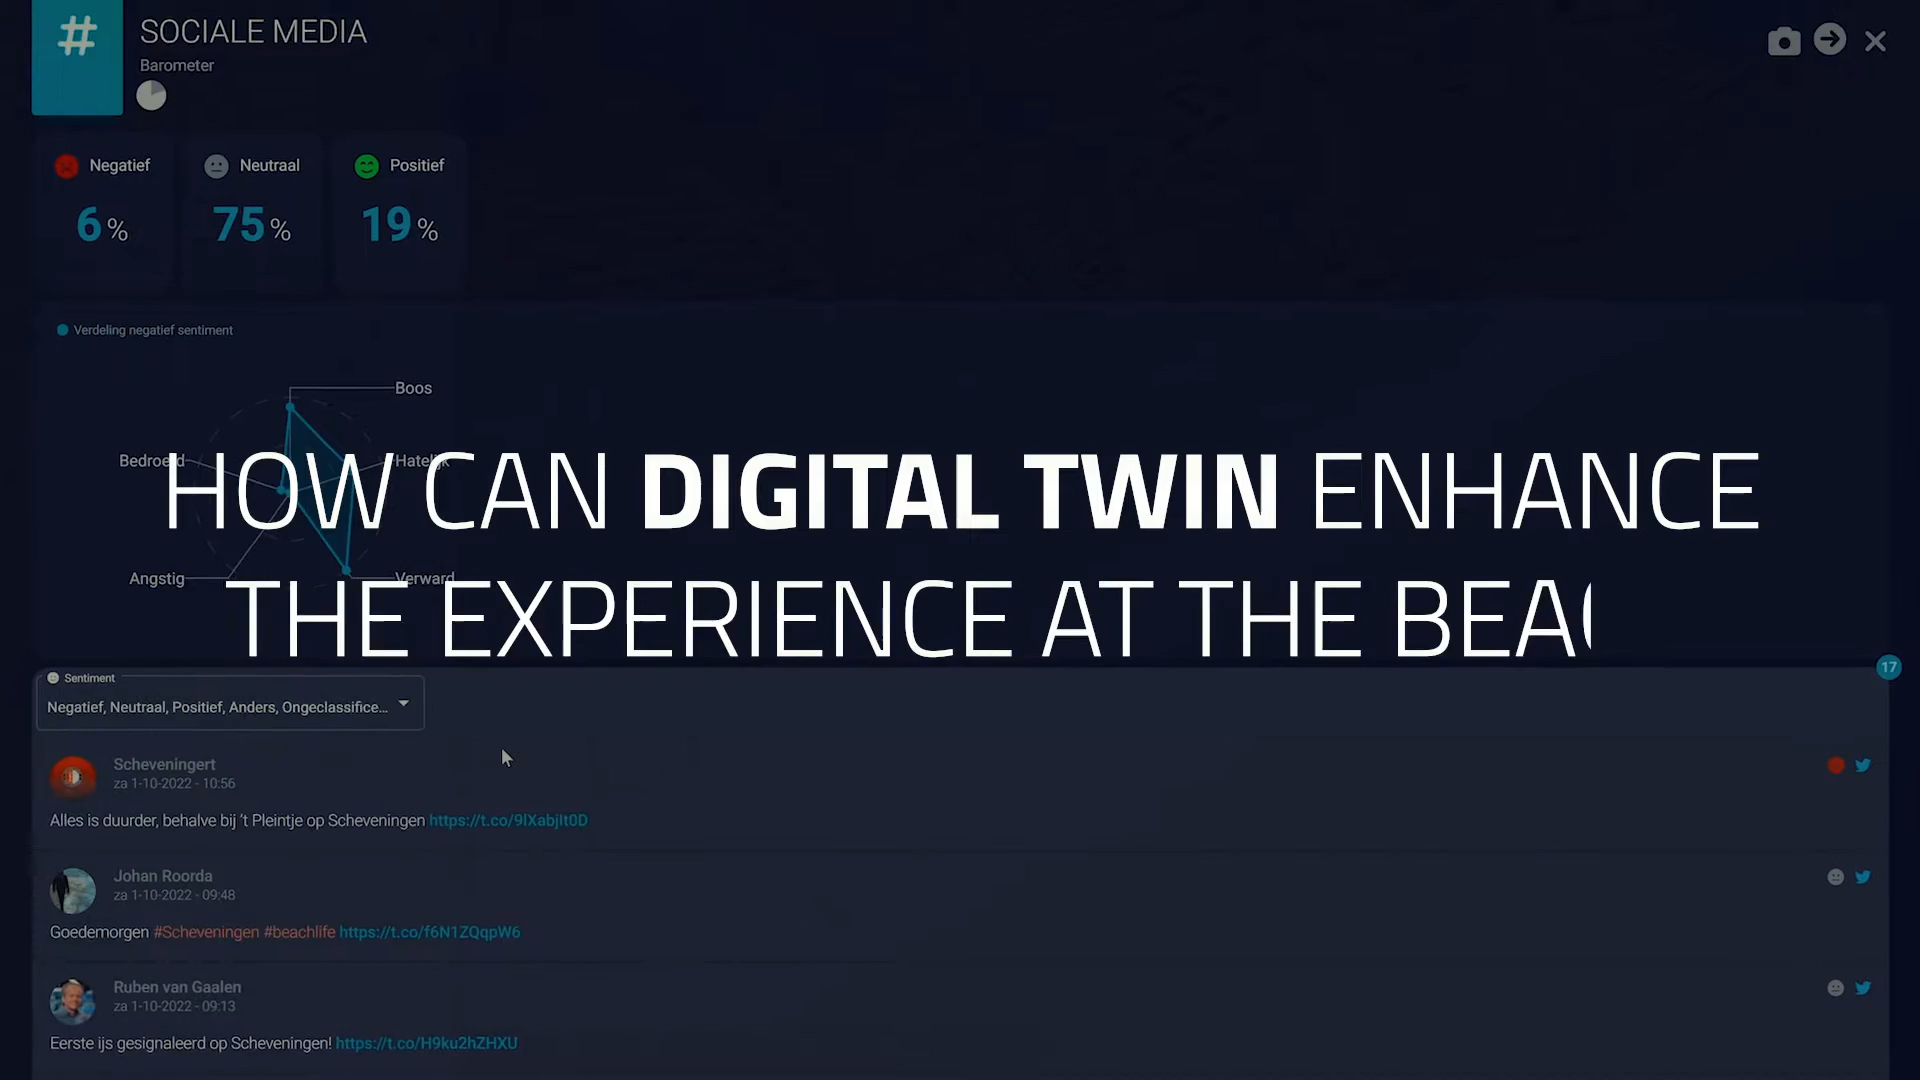 #
SOCIALE MEDIA
Barometer
Negatief
Neutraal
Positief
6 %
75 %
19 %
Verdeling negatief sentiment
Boos
Bedroefd
Hatelijk
HOW CAN DIGITAL TWIN ENHANCE
Angstig
Verward
THE EXPERIENCE AT THE BEAC
17
Sentiment
Negatief, Neutraal, Positief, Anders, Ongeclassifice...
Scheveningert
za 1-10-2022 - 10:56
Alles is duurder, behalve bij 't Pleintje op Scheveningen https://t.co/9lXabjIt0D
Johan Roorda
za 1-10-2022 - 09:48
Goedemorgen #Scheveningen #beachlife https://t.co/f6N1ZQqpW6
Ruben van Gaalen
za 1-10-2022 - 09:13
Eerste ijs gesignaleerd op Scheveningen! https://t.co/H9ku2hZHXU